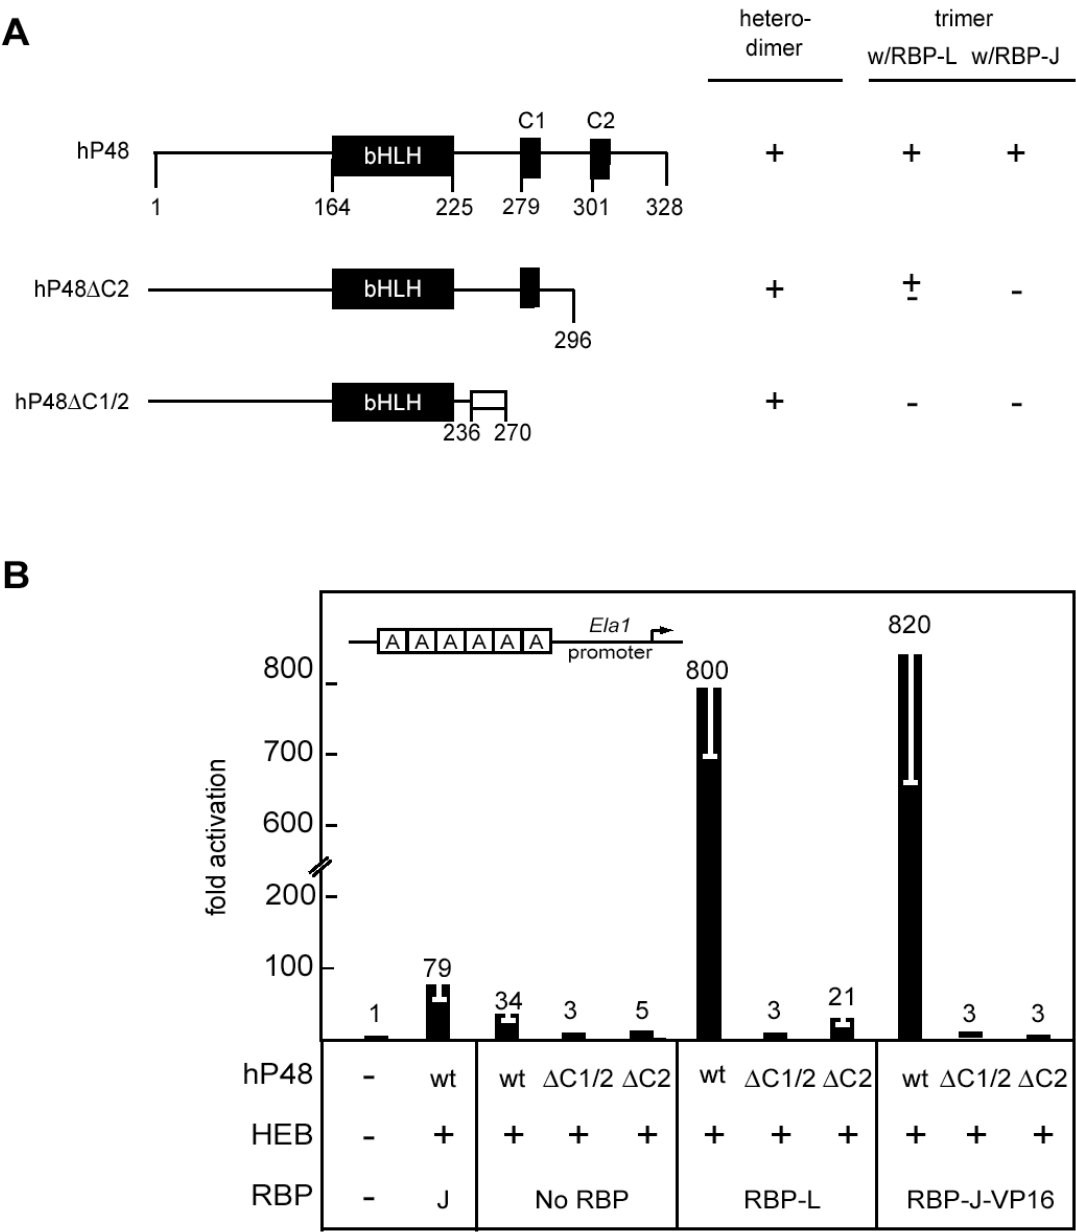 A
hetero-
dimer
trimer
w/RBP-L w/RBP-J
C1 C2
hP48 bHLH + + +
1 164 225 279 301 328
hP48ΔC2 bHLH + ± -
296
hP48ΔC1/2 bHLH + - -
236 270
B
Ela1
promoter
A A A A A A
fold activation
800
700
600
200
100
1 79 34 3 5 800 3 21 820 3 3
hP48 - wt wt ΔC1/2 ΔC2 wt ΔC1/2 ΔC2 wt ΔC1/2 ΔC2
HEB - + + + + + + + + + +
RBP - J No RBP RBP-L RBP-J-VP16